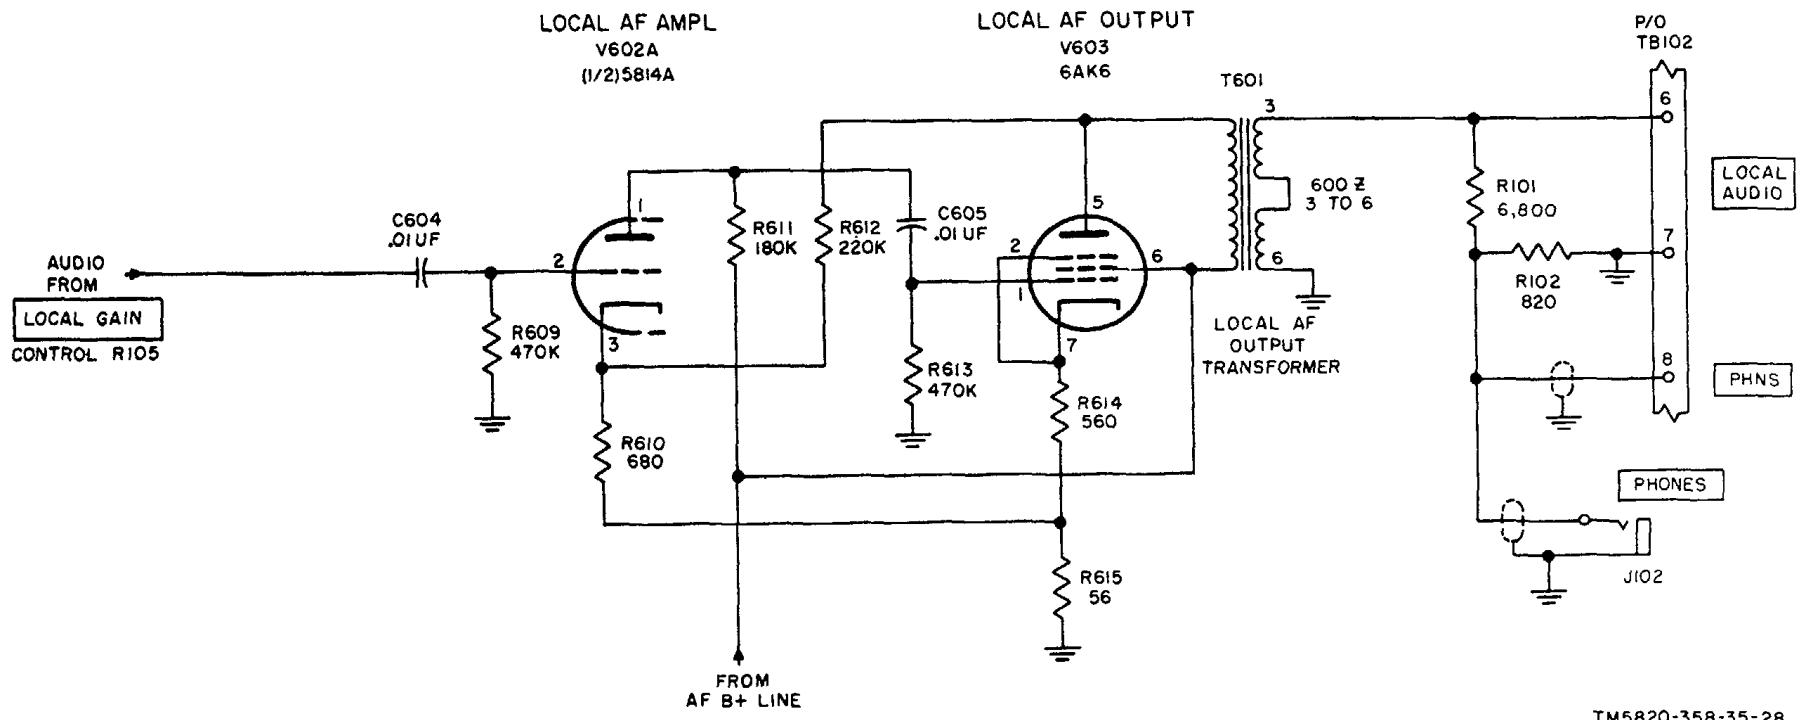 LOCAL AF AMPL
V602A
(1/2)5814A
LOCAL AF OUTPUT
V603
6AK6
T601
P/O
TB102
3
6
1
5
C604
.01UF
R611
180K
R612
220K
C605
.01UF
600 Z
3 TO 6
R101
6,800
LOCAL
AUDIO
2
2
6
6
7
AUDIO
FROM
LOCAL GAIN
CONTROL R105
1
R102
820
R609
470K
3
7
LOCAL AF
OUTPUT
TRANSFORMER
R613
470K
8
PHNS
R614
560
R610
680
PHONES
R615
56
J102
FROM
AF B+ LINE
TM5820-358-35-28